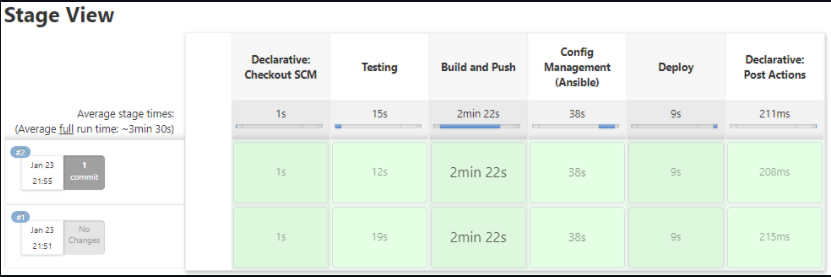 Stage View
Declarative:
Checkout SCM
Testing
Build and Push
Config
Management
(Ansible)
Deploy
Declarative:
Post Actions
Average stage times:
(Average full run time: ~3min 30s)
1s
15s
2min 22s
38s
9s
211ms
#2
Jan 23
21:55
1
commit
1s
12s
2min 22s
38s
9s
208ms
#1
Jan 23
21:51
No
Changes
1s
19s
2min 22s
38s
9s
215ms